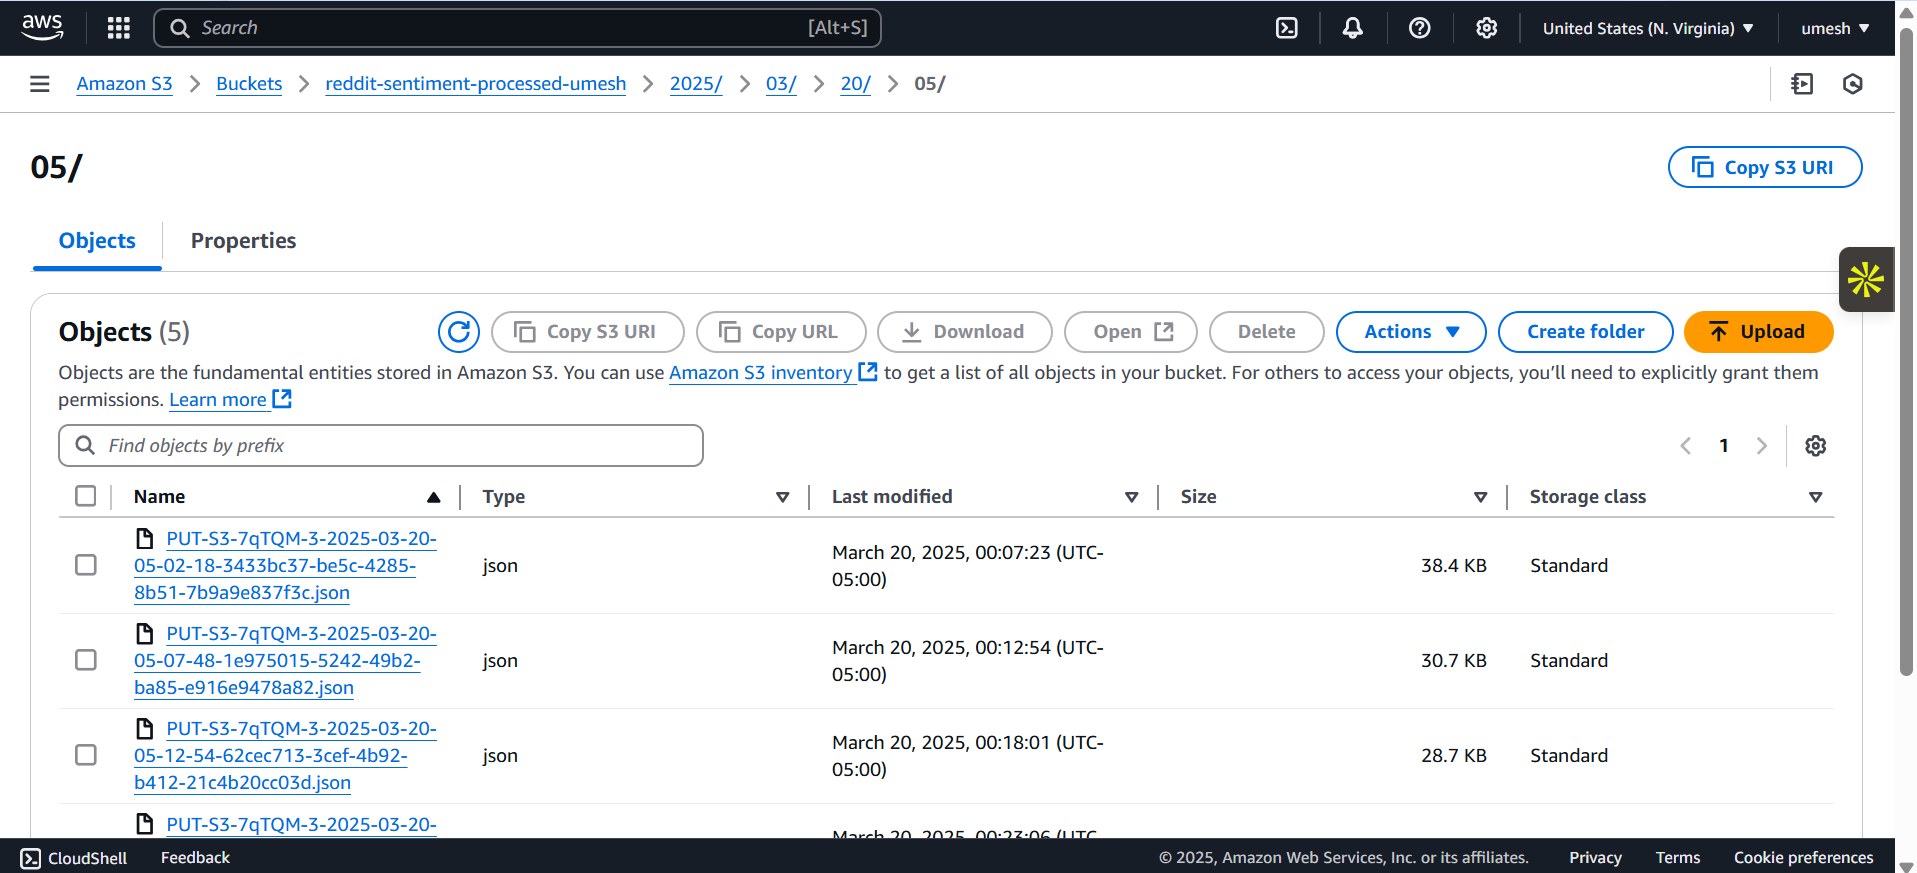 aws
Search [Alt+S]
United States (N. Virginia) umesh
Amazon S3 Buckets reddit-sentiment-processed-umesh 2025/ 03/ 20/ 05/
05/
Copy S3 URI
Objects Properties
Objects (5)
Copy S3 URI Copy URL Download Open Delete Actions Create folder Upload
Objects are the fundamental entities stored in Amazon S3. You can use Amazon S3 inventory to get a list of all objects in your bucket. For others to access your objects, you’ll need to explicitly grant them
permissions. Learn more
Find objects by prefix
1
Name Type Last modified Size Storage class
PUT-S3-7qTQM-3-2025-03-20-
05-02-18-3433bc37-be5c-4285-
8b51-7b9a9e837f3c.json
json
March 20, 2025, 00:07:23 (UTC-
05:00)
38.4 KB
Standard
PUT-S3-7qTQM-3-2025-03-20-
05-07-48-1e975015-5242-49b2-
ba85-e916e9478a82.json
json
March 20, 2025, 00:12:54 (UTC-
05:00)
30.7 KB
Standard
PUT-S3-7qTQM-3-2025-03-20-
05-12-54-62cec713-3cef-4b92-
b412-21c4b20cc03d.json
json
March 20, 2025, 00:18:01 (UTC-
05:00)
28.7 KB
Standard
PUT-S3-7qTQM-3-2025-03-20-
March 20, 2025, 00:23:06 (UTC-
CloudShell Feedback
© 2025, Amazon Web Services, Inc. or its affiliates. Privacy Terms Cookie preferences